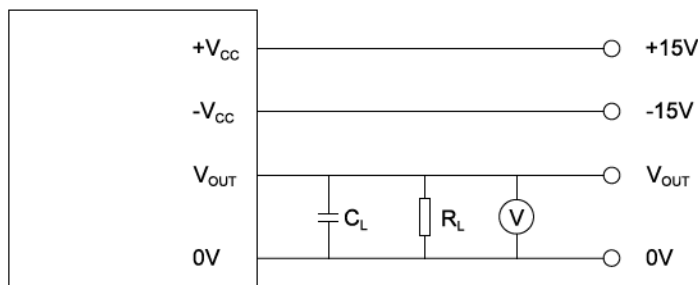 +VCC +15V
-VCC -15V
VOUT VOUT
CL RL V
0V 0V